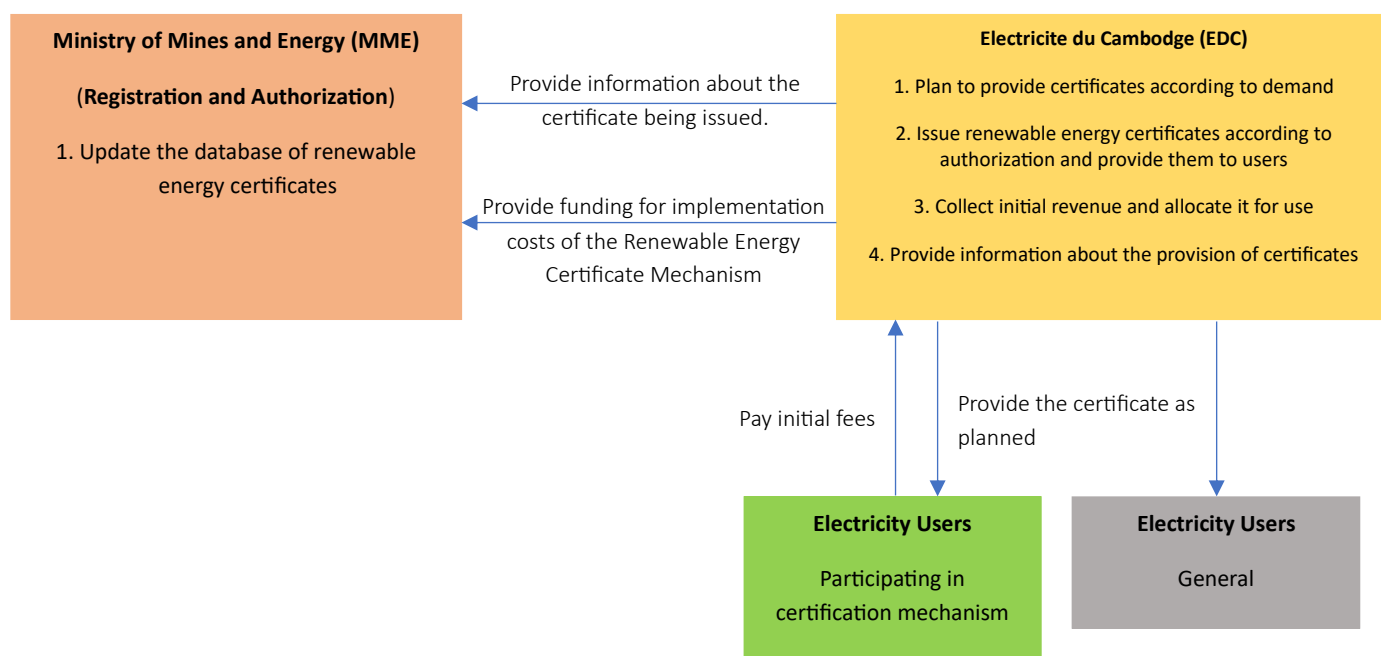 Ministry of Mines and Energy (MME)
(Registration and Authorization)
1. Update the database of renewable
energy certificates
Provide information about the
certificate being issued.
Provide funding for implementation
costs of the Renewable Energy
Certificate Mechanism
Electricite du Cambodge (EDC)
1. Plan to provide certificates according to demand
2. Issue renewable energy certificates according to
authorization and provide them to users
3. Collect initial revenue and allocate it for use
4. Provide information about the provision of certificates
Pay initial fees
Provide the certificate as
planned
Electricity Users
Participating in
certification mechanism
Electricity Users
General